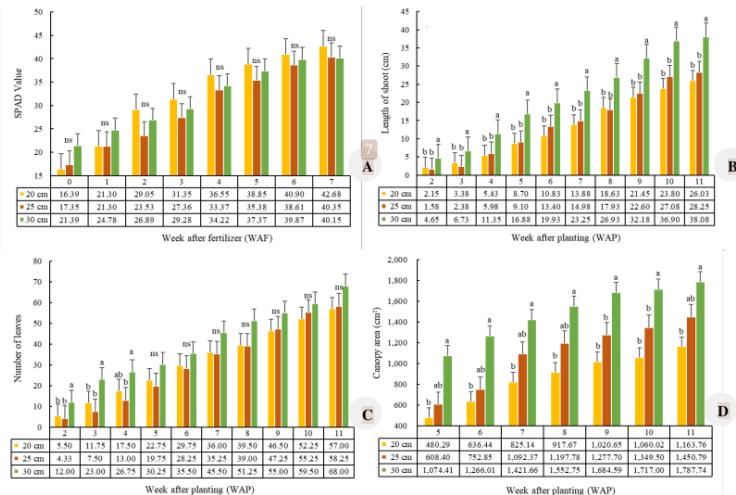 50
45
40
35
30
25
20
15
SPAD Value
ns
ns
ns
ns
ns
ns
ns
ns
0 1 2 3 4 5 6 7
20 cm 16.39 21.30 29.05 31.35 36.55 38.85 40.90 42.68
25 cm 17.35 21.30 23.53 27.36 33.37 35.38 38.61 40.35
30 cm 21.39 24.78 26.89 29.28 34.22 37.37 39.87 40.15
Week after fertilizer (WAF)
7
A
45
40
35
30
25
20
15
10
5
0
Length of shoot (cm)
b b a
b b a
b b a
b b a
b b a
b b a
b b a
b b a
b b a
b b a
2 3 4 5 6 7 8 9 10 11
20 cm 2.15 3.38 5.43 8.70 10.83 13.88 18.63 21.45 23.80 26.03
25 cm 1.58 2.38 5.98 9.10 13.40 14.98 17.93 22.60 27.08 28.25
30 cm 4.65 6.73 11.35 16.88 19.93 23.25 26.93 32.18 36.90 38.08
Week after planting (WAP)
B
80
70
60
50
40
30
20
10
0
Number of leaves
b b a
b b a
ab b a
ns
ns
ns
ns
ns
ns
ns
2 3 4 5 6 7 8 9 10 11
20 cm 5.50 11.75 17.50 22.75 29.75 36.00 39.50 46.50 52.25 57.00
25 cm 4.33 7.50 13.00 19.75 28.25 35.25 39.00 47.25 55.25 58.25
30 cm 12.00 23.00 26.75 30.25 35.50 45.50 51.25 55.00 59.50 68.00
Week after planting (WAP)
C
2,000
1,800
1,600
1,400
1,200
1,000
800
600
400
Canopy area (cm²)
b ab a
b ab a
b ab a
b ab a
b b a
b b a
b ab a
5 6 7 8 9 10 11
20 cm 480.29 636.44 825.14 917.67 1,020.65 1,060.02 1,163.76
25 cm 608.40 752.85 1,092.37 1,197.78 1,277.70 1,349.50 1,450.79
30 cm 1,074.41 1,266.01 1,421.66 1,552.75 1,684.59 1,717.00 1,787.74
Week after planting (WAP)
D